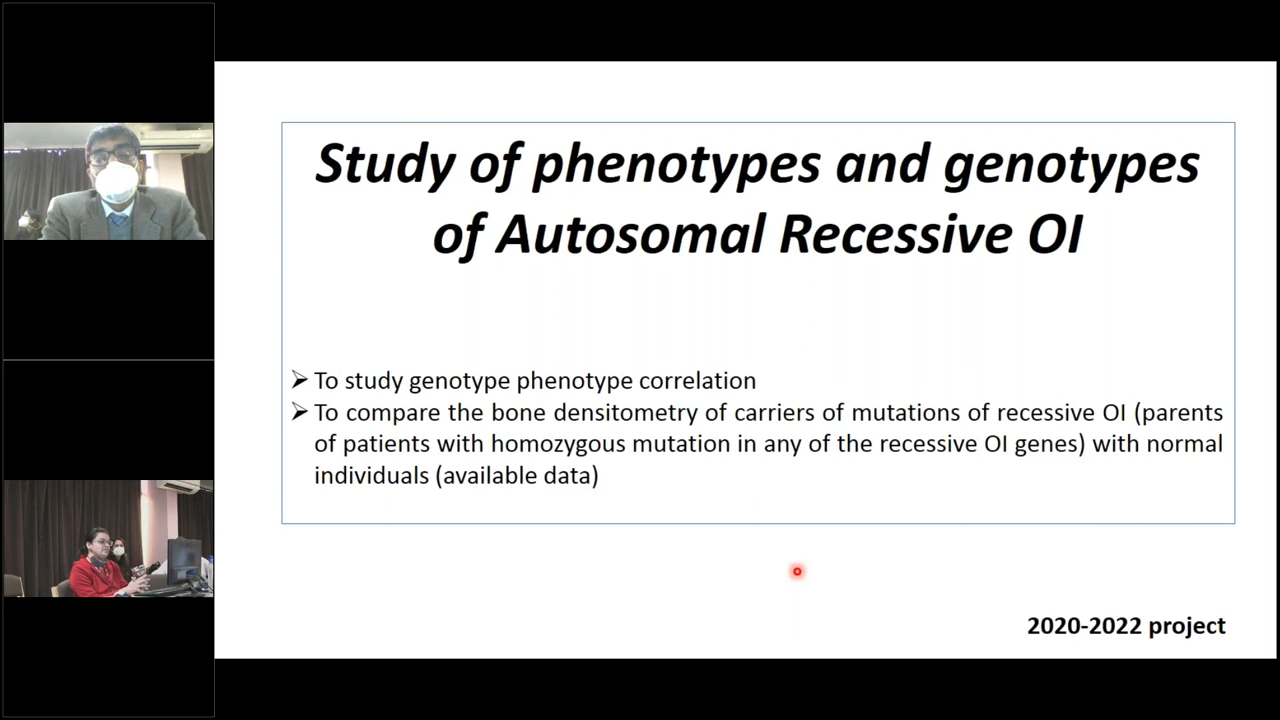 Study of phenotypes and genotypes
of Autosomal Recessive OI
➢ To study genotype phenotype correlation
➢ To compare the bone densitometry of carriers of mutations of recessive OI (parents
of patients with homozygous mutation in any of the recessive OI genes) with normal
individuals (available data)
2020-2022 project